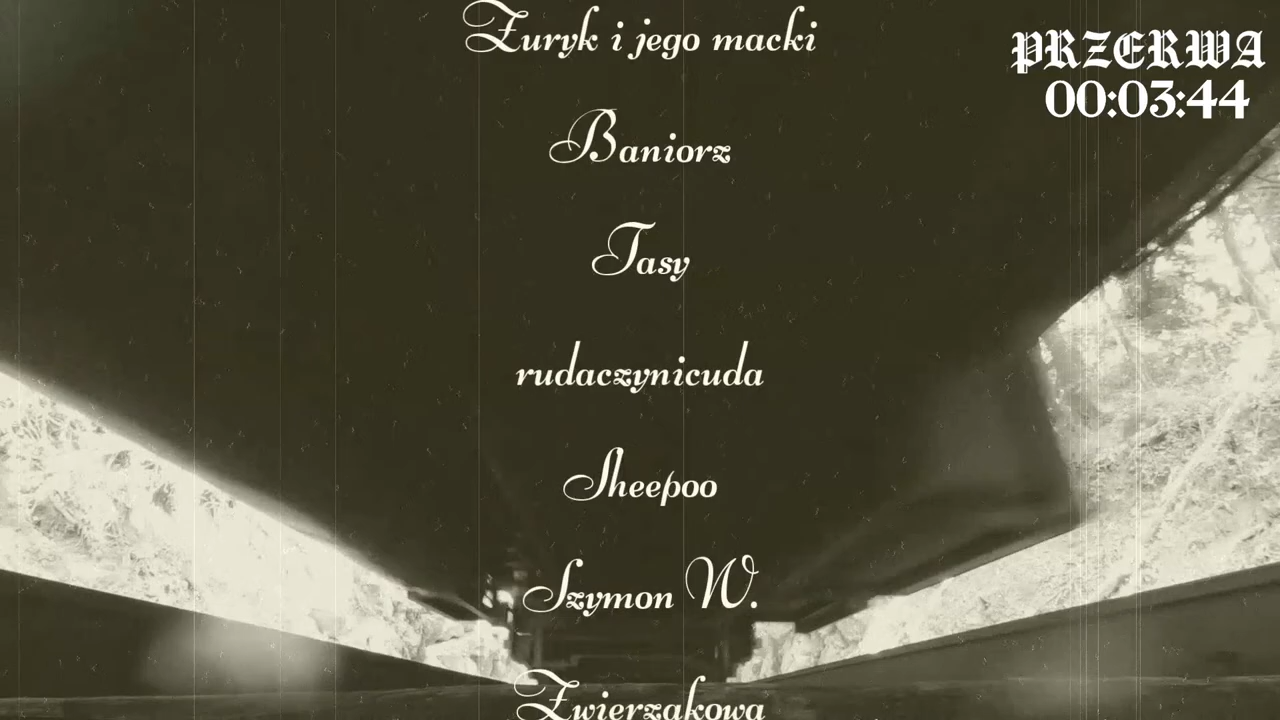 Żuryk i jego macki
PRZERWA
00:03:44
Baniorz
Tasy
rudaczynicuda
Sheepoo
Szymon W.
Zwierzakowa